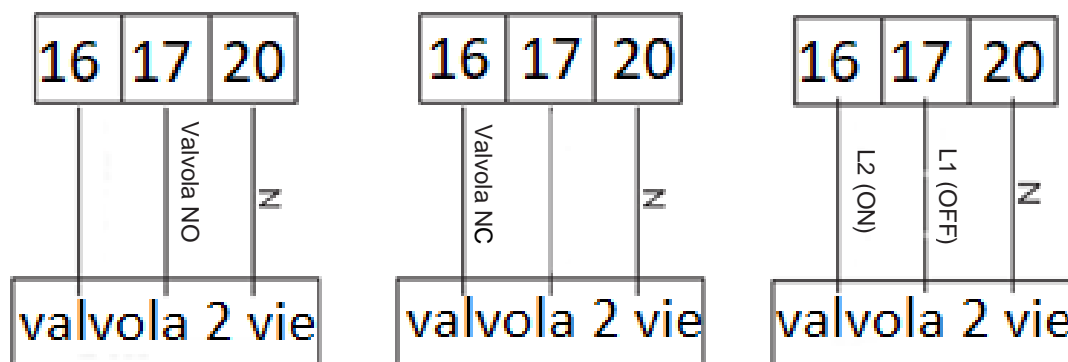 16 17 20
Valvola NO
N
valvola 2 vie
16 17 20
Valvola NC
N
valvola 2 vie
16 17 20
L2 (ON)
L1 (OFF)
N
valvola 2 vie